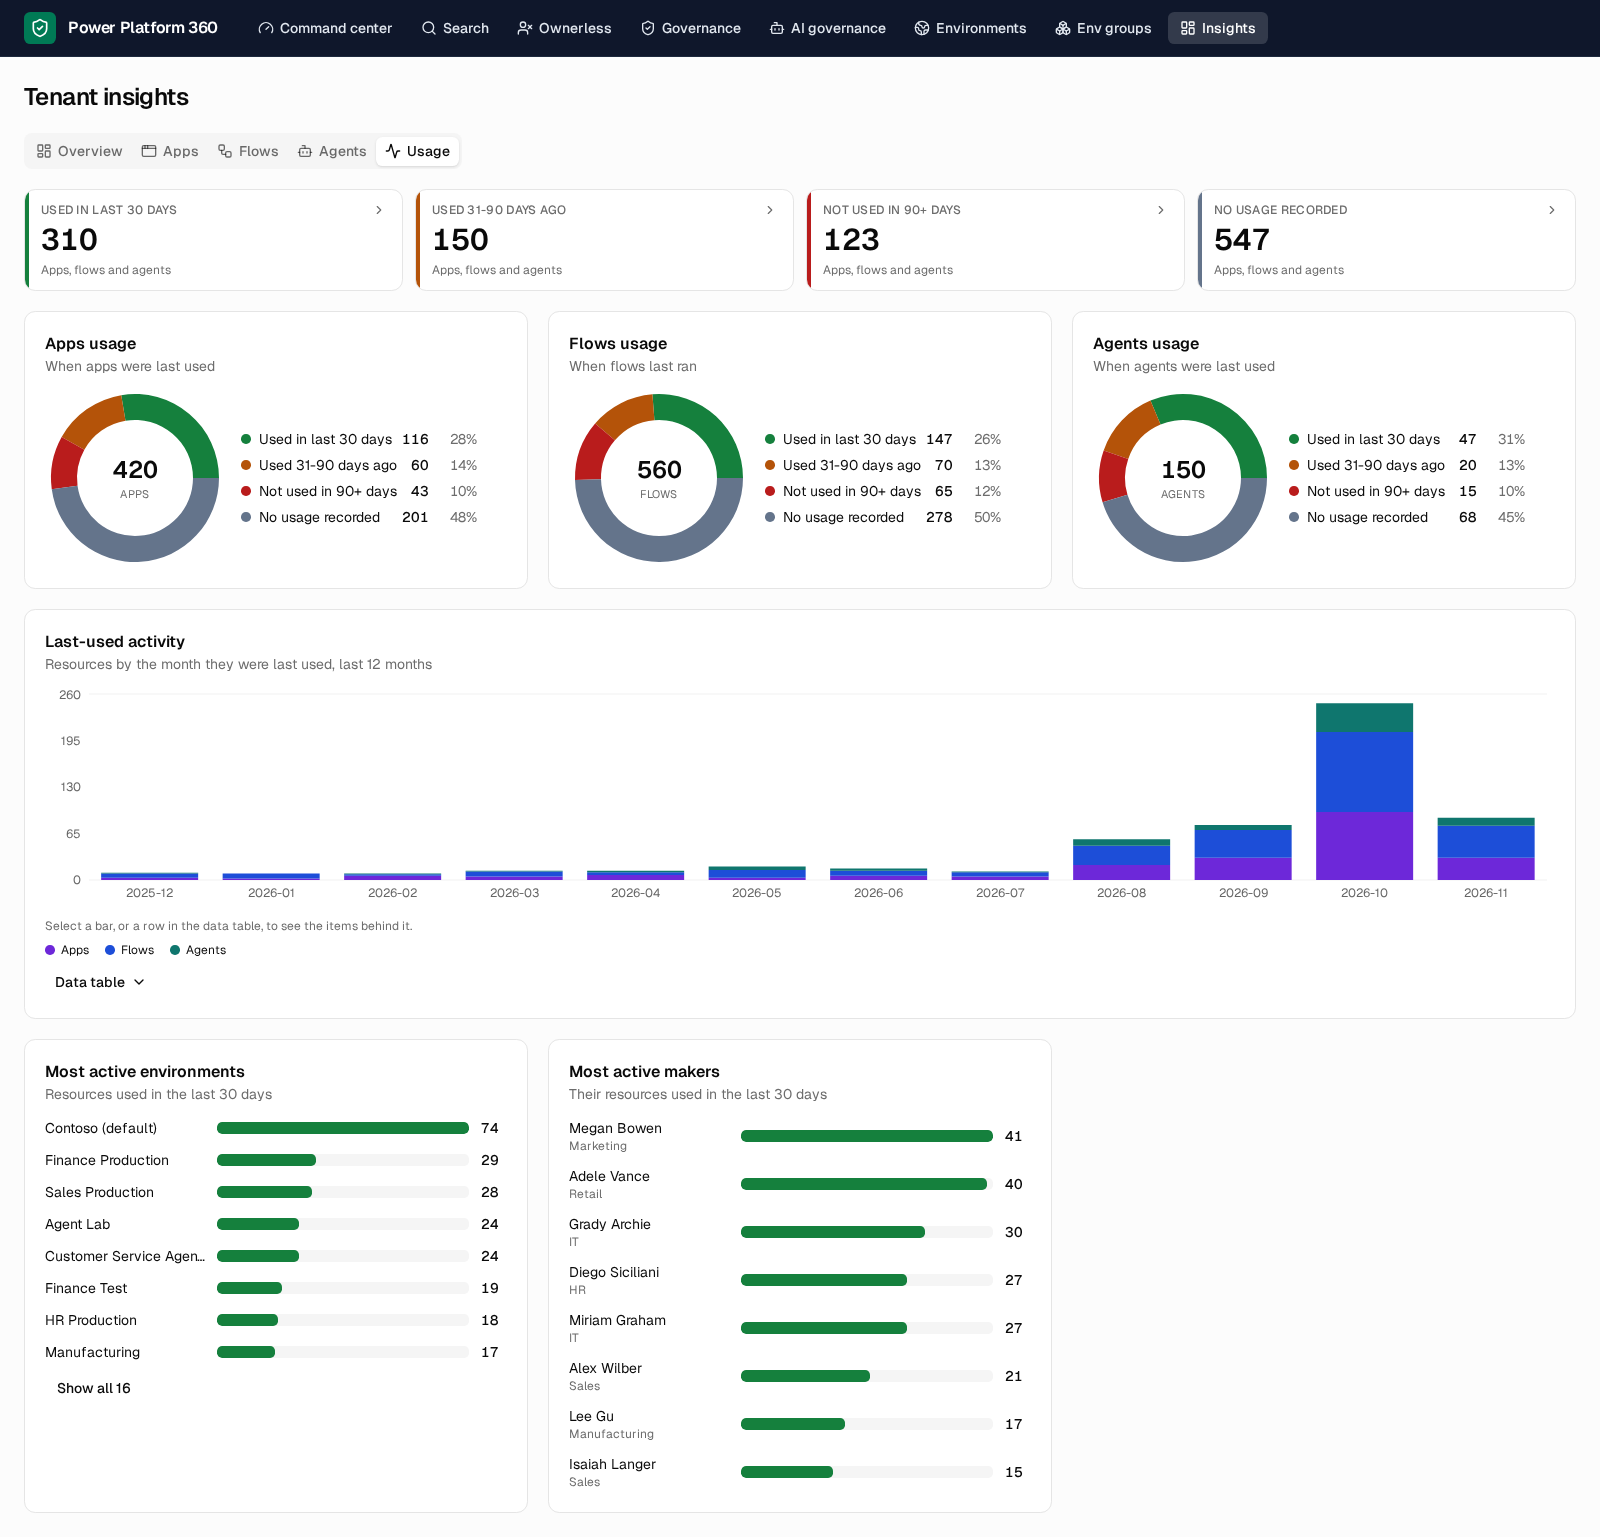 Power Platform 360
Command center
Search
Ownerless
Governance
AI governance
Environments
Env groups
Insights
Tenant insights
Overview
Apps
Flows
Agents
Usage
USED IN LAST 30 DAYS
310
Apps, flows and agents
USED 31-90 DAYS AGO
150
Apps, flows and agents
NOT USED IN 90+ DAYS
123
Apps, flows and agents
NO USAGE RECORDED
547
Apps, flows and agents
Apps usage
When apps were last used
420
APPS
Used in last 30 days 116 28%
Used 31-90 days ago 60 14%
Not used in 90+ days 43 10%
No usage recorded 201 48%
Flows usage
When flows last ran
560
FLOWS
Used in last 30 days 147 26%
Used 31-90 days ago 70 13%
Not used in 90+ days 65 12%
No usage recorded 278 50%
Agents usage
When agents were last used
150
AGENTS
Used in last 30 days 47 31%
Used 31-90 days ago 20 13%
Not used in 90+ days 15 10%
No usage recorded 68 45%
Last-used activity
Resources by the month they were last used, last 12 months
260
195
130
65
0
2025-12 2026-01 2026-02 2026-03 2026-04 2026-05 2026-06 2026-07 2026-08 2026-09 2026-10 2026-11
Select a bar, or a row in the data table, to see the items behind it.
Apps Flows Agents
Data table
Most active environments
Resources used in the last 30 days
Contoso (default) 74
Finance Production 29
Sales Production 28
Agent Lab 24
Customer Service Agen... 24
Finance Test 19
HR Production 18
Manufacturing 17
Show all 16
Most active makers
Their resources used in the last 30 days
Megan Bowen
Marketing
41
Adele Vance
Retail
40
Grady Archie
IT
30
Diego Siciliani
HR
27
Miriam Graham
IT
27
Alex Wilber
Sales
21
Lee Gu
Manufacturing
17
Isaiah Langer
Sales
15